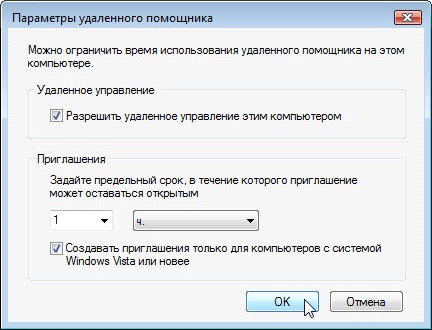 Параметры удаленного помощника
Можно ограничить время использования удаленного помощника на этом
компьютере.
Удаленное управление
Разрешить удаленное управление этим компьютером
Приглашения
Задайте предельный срок, в течение которого приглашение
может оставаться открытым
1 ч.
Создавать приглашения только для компьютеров с системой
Windows Vista или новее
OK Отмена